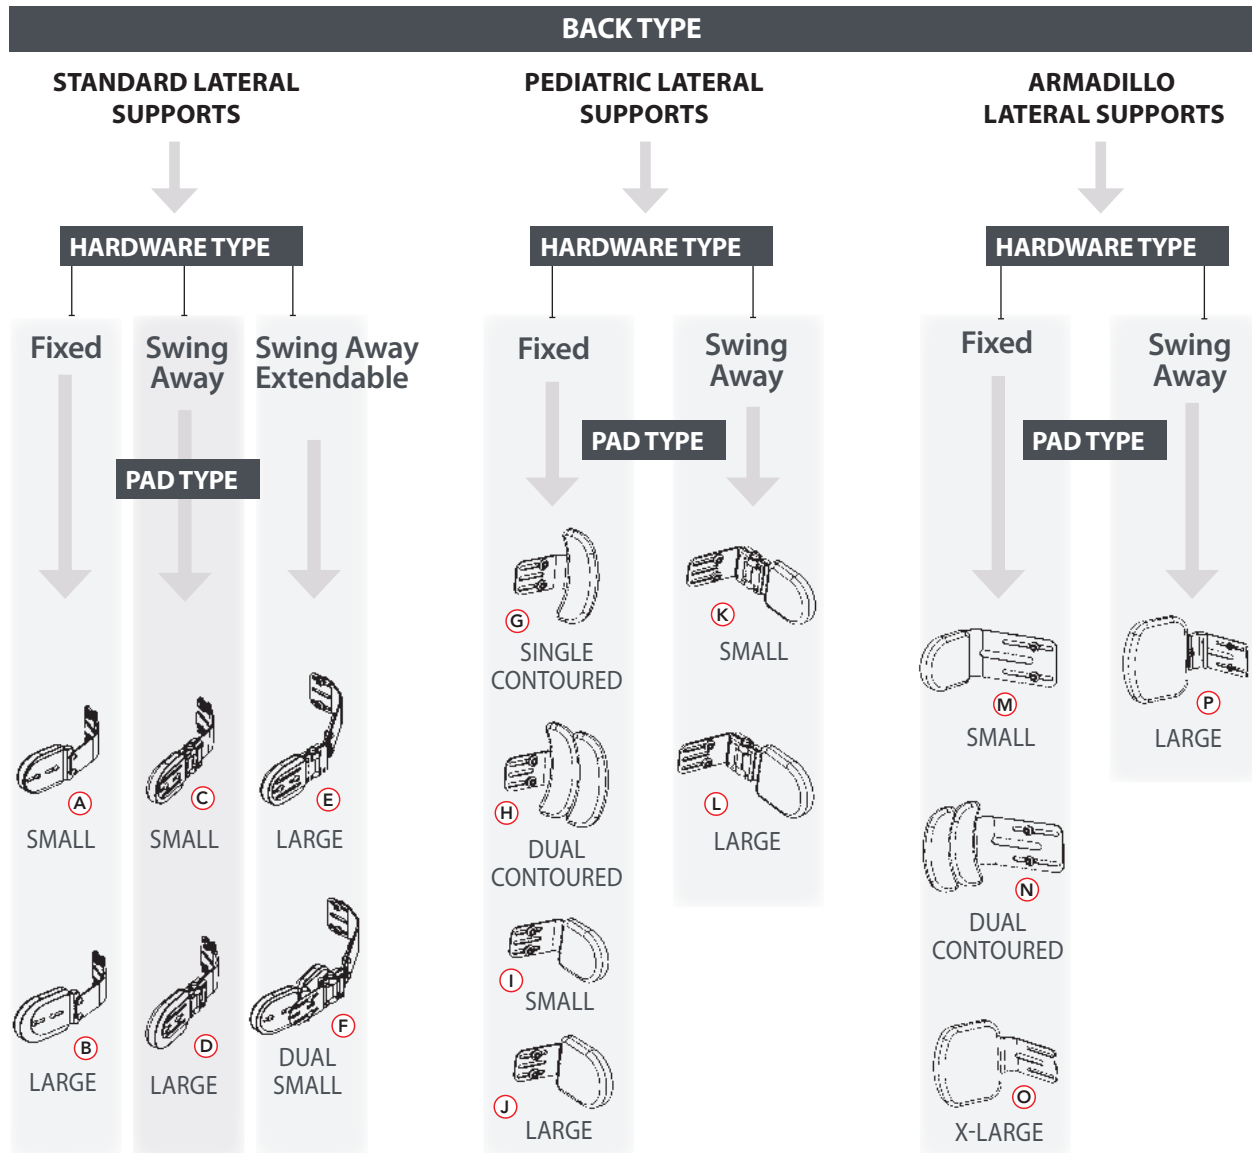 BACK TYPE
STANDARD LATERAL
SUPPORTS
HARDWARE TYPE
Fixed
Swing
Away
Swing Away
Extendable
PAD TYPE
A
SMALL
B
LARGE
C
SMALL
D
LARGE
E
LARGE
F
DUAL
SMALL
PEDIATRIC LATERAL
SUPPORTS
HARDWARE TYPE
Fixed
Swing
Away
PAD TYPE
G
SINGLE
CONTOURED
H
DUAL
CONTOURED
I
SMALL
J
LARGE
K
SMALL
L
LARGE
ARMADILLO
LATERAL SUPPORTS
HARDWARE TYPE
Fixed
Swing
Away
PAD TYPE
M
SMALL
N
DUAL
CONTOURED
O
X-LARGE
P
LARGE